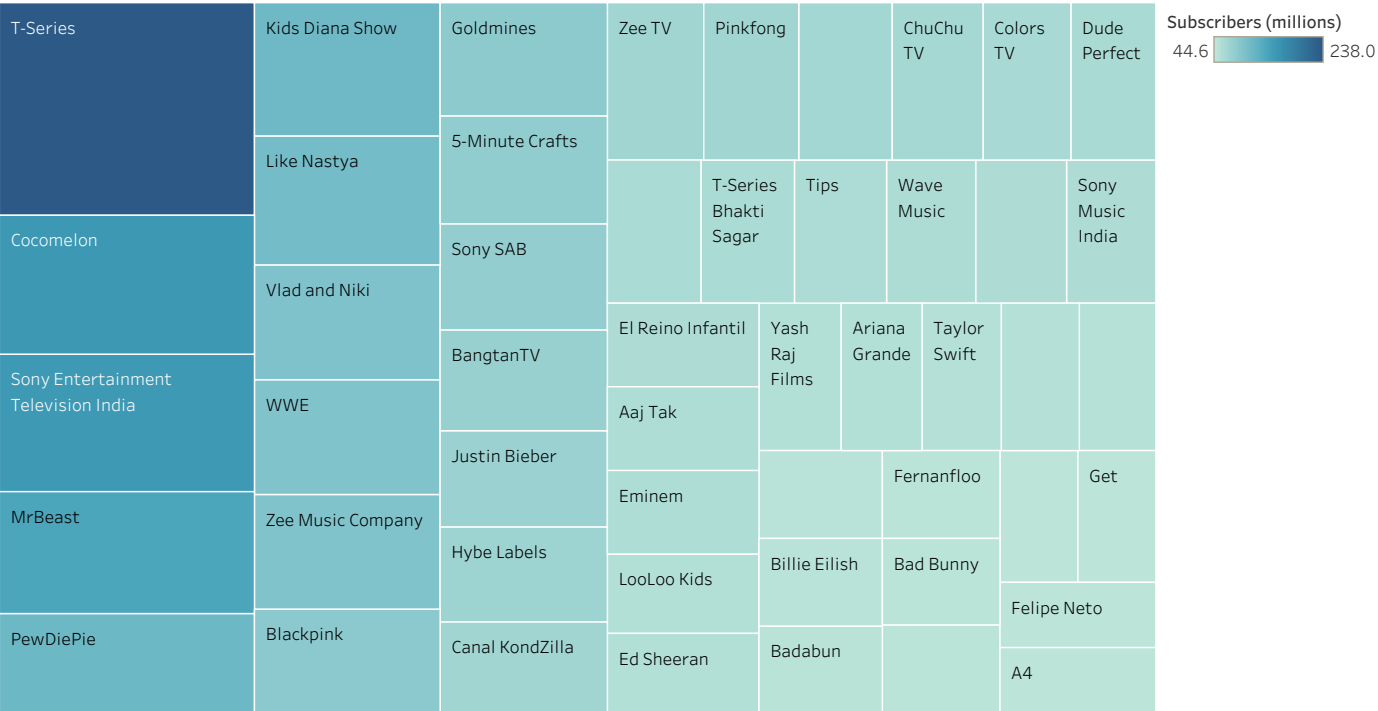 T-Series
Cocomelon
Sony Entertainment
Television India
MrBeast
PewDiePie
Kids Diana Show
Like Nastya
Vlad and Niki
WWE
Zee Music Company
Blackpink
Goldmines
5-Minute Crafts
Sony SAB
BangtanTV
Justin Bieber
Hybe Labels
Canal KondZilla
Zee TV
Pinkfong
ChuChu
TV
Colors
TV
Dude
Perfect
T-Series
Bhakti
Sagar
Tips
Wave
Music
Sony
Music
India
El Reino Infantil
Aaj Tak
Eminem
LooLoo Kids
Ed Sheeran
Yash
Raj
Films
Ariana
Grande
Taylor
Swift
Billie Eilish
Badabun
Fernanfloo
Bad Bunny
Get
Felipe Neto
A4
Subscribers (millions)
44.6
238.0